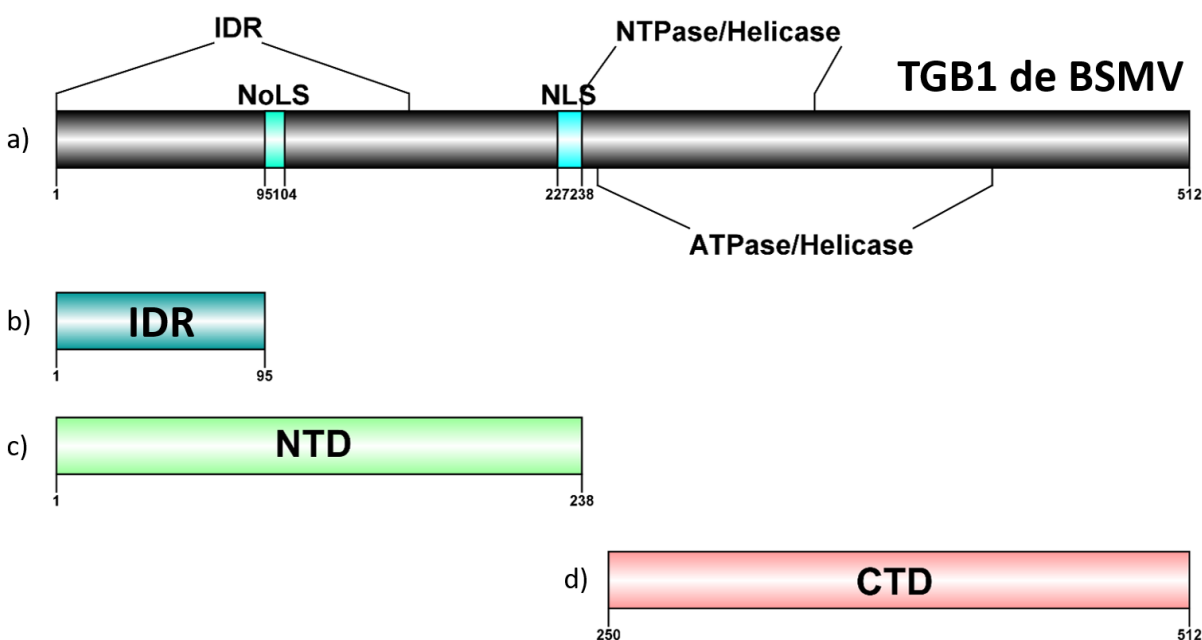 IDR
NTPase/Helicase
TGB1 de BSMV
NoLS
NLS
a)
1
95104
227238
512
ATPase/Helicase
b)
IDR
1
95
c)
NTD
1
238
d)
CTD
250
512